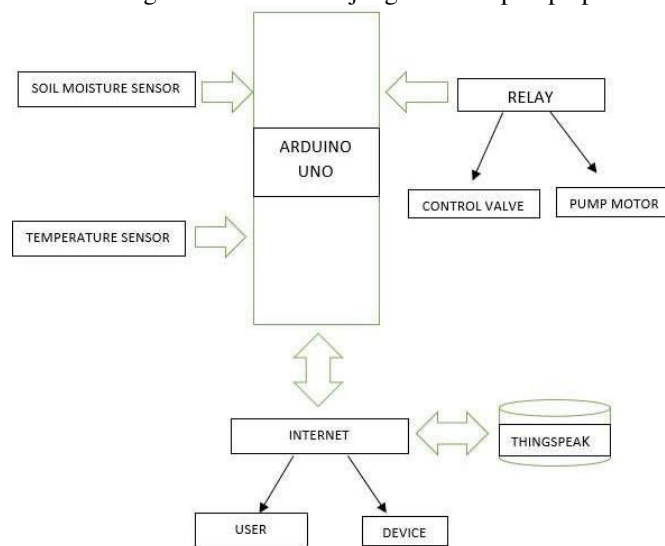 SOIL MOISTURE SENSOR
RELAY
ARDUINO
UNO
CONTROL VALVE
PUMP MOTOR
TEMPERATURE SENSOR
INTERNET
THINGSPEAK
USER
DEVICE